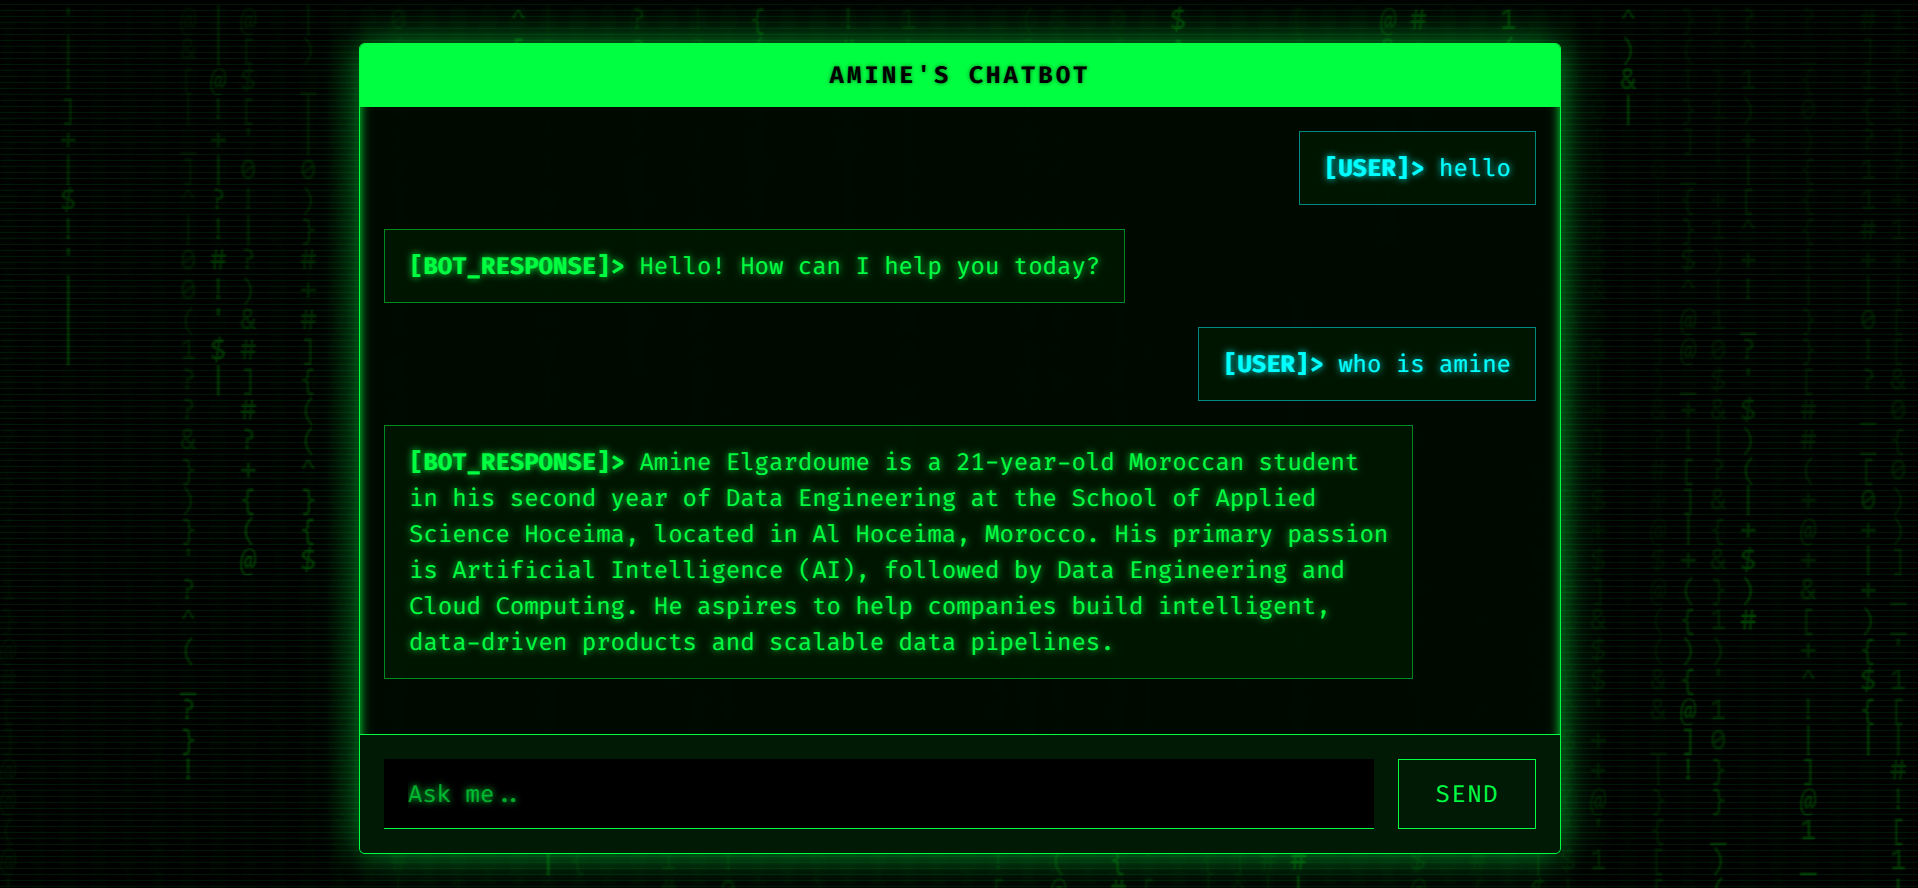 AMINE'S CHATBOT
[USER]> hello
[BOT_RESPONSE]> Hello! How can I help you today?
[USER]> who is amine
[BOT_RESPONSE]> Amine Elgardoume is a 21-year-old Moroccan student
in his second year of Data Engineering at the School of Applied
Science Hoceima, located in Al Hoceima, Morocco. His primary passion
is Artificial Intelligence (AI), followed by Data Engineering and
Cloud Computing. He aspires to help companies build intelligent,
data-driven products and scalable data pipelines.
Ask me..
SEND